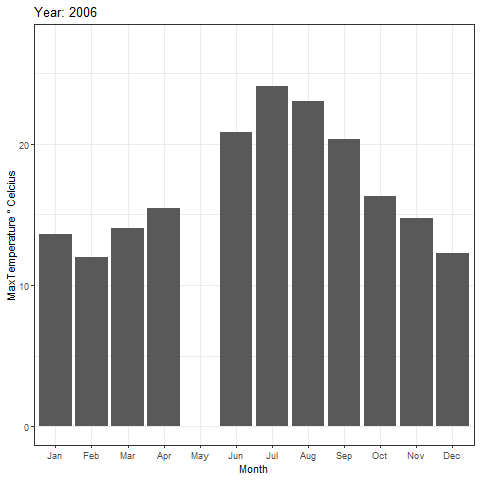 Year: 2006
MaxTemperature " Celcius
20
10
0
Jan Feb Mar Apr May Jun Jul Aug Sep Oct Nov Dec
Month